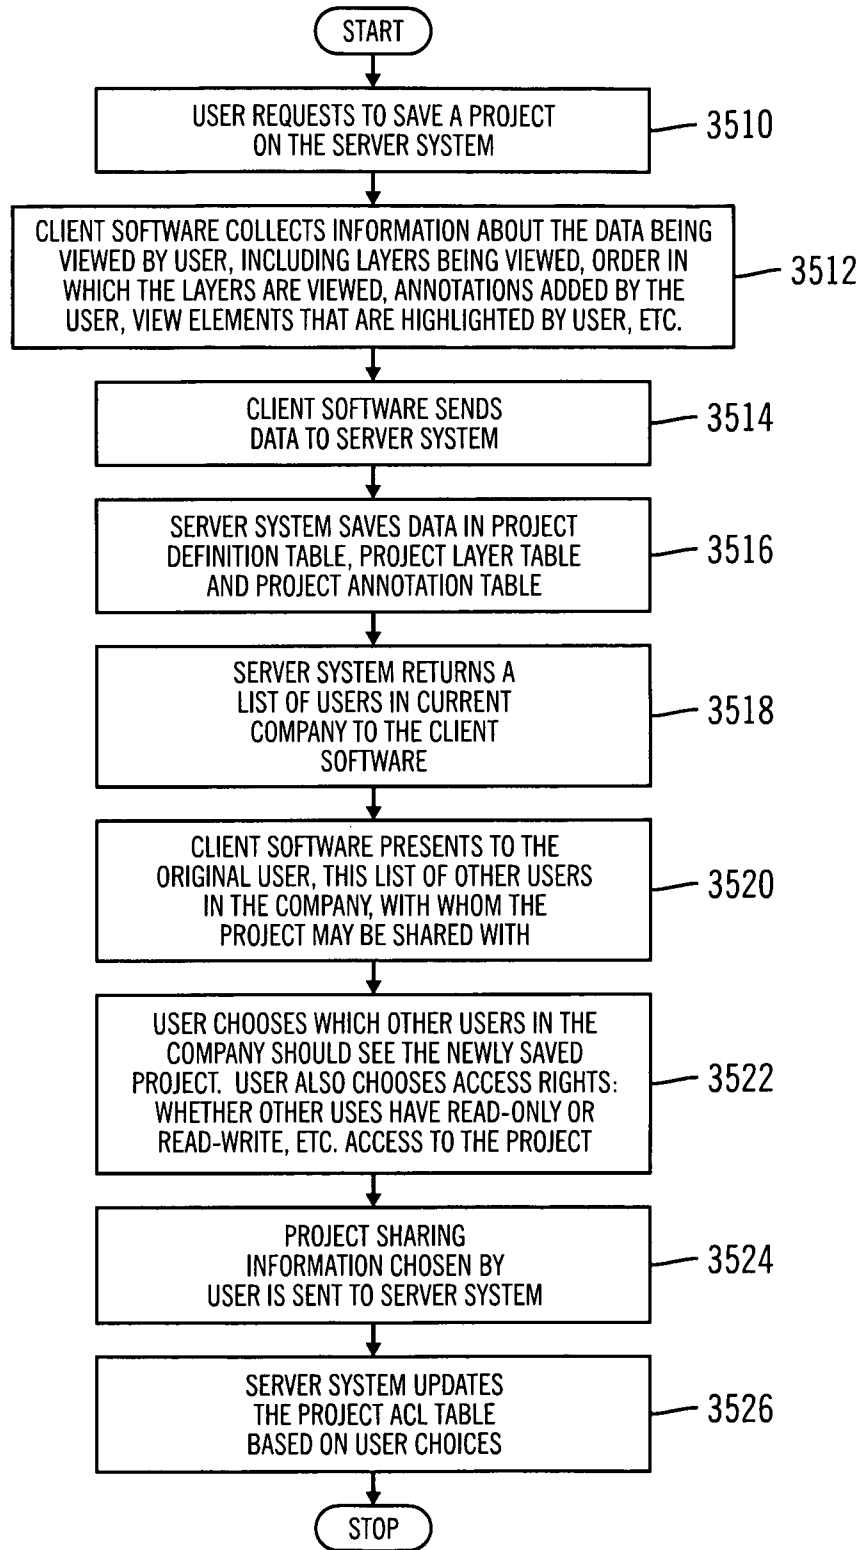 START
USER REQUESTS TO SAVE A PROJECT
ON THE SERVER SYSTEM
3510
CLIENT SOFTWARE COLLECTS INFORMATION ABOUT THE DATA BEING
VIEWED BY USER, INCLUDING LAYERS BEING VIEWED, ORDER IN
WHICH THE LAYERS ARE VIEWED, ANNOTATIONS ADDED BY THE
USER, VIEW ELEMENTS THAT ARE HIGHLIGHTED BY USER, ETC.
3512
CLIENT SOFTWARE SENDS
DATA TO SERVER SYSTEM
3514
SERVER SYSTEM SAVES DATA IN PROJECT
DEFINITION TABLE, PROJECT LAYER TABLE
AND PROJECT ANNOTATION TABLE
3516
SERVER SYSTEM RETURNS A
LIST OF USERS IN CURRENT
COMPANY TO THE CLIENT
SOFTWARE
3518
CLIENT SOFTWARE PRESENTS TO THE
ORIGINAL USER, THIS LIST OF OTHER USERS
IN THE COMPANY, WITH WHOM THE
PROJECT MAY BE SHARED WITH
3520
USER CHOOSES WHICH OTHER USERS IN THE
COMPANY SHOULD SEE THE NEWLY SAVED
PROJECT. USER ALSO CHOOSES ACCESS RIGHTS:
WHETHER OTHER USES HAVE READ-ONLY OR
READ-WRITE, ETC. ACCESS TO THE PROJECT
3522
PROJECT SHARING
INFORMATION CHOSEN BY
USER IS SENT TO SERVER SYSTEM
3524
SERVER SYSTEM UPDATES
THE PROJECT ACL TABLE
BASED ON USER CHOICES
3526
STOP